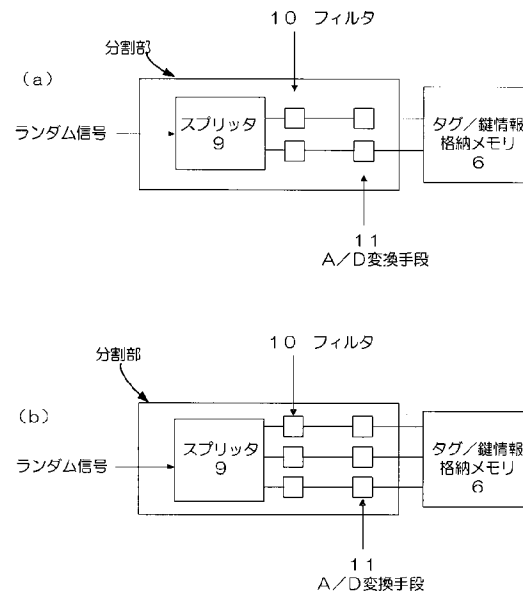 １０ フィルタ
分割部
（a）
ランダム信号
スプリッタ
9
タグ／鍵情報
格納メモリ
6
１１
A／D変換手段
１０ フィルタ
分割部
（b）
ランダム信号
スプリッタ
9
タグ／鍵情報
格納メモリ
6
１１
A／D変換手段